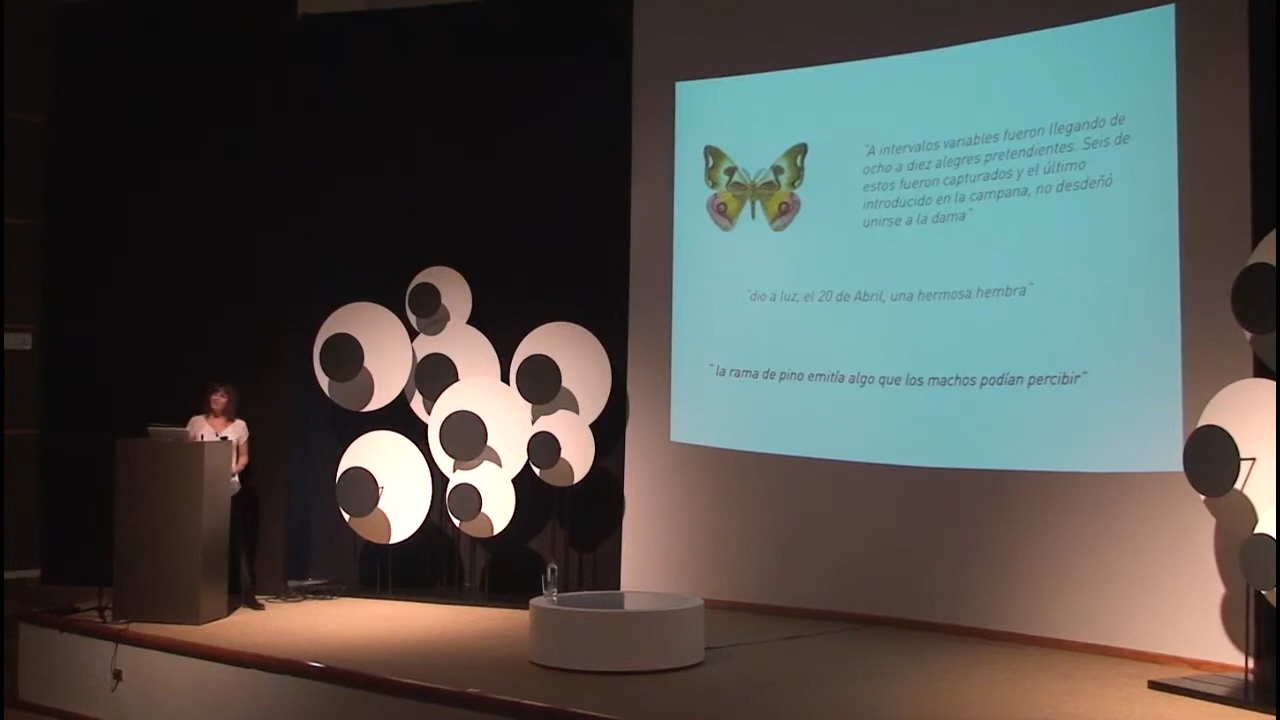 "A intervalos variables fueron llegando de
ocho a diez alegres pretendientes. Seis de
estos fueron capturados y el último
introducido en la campana, no desdeñó
unirse a la dama"
"dio a luz, el 20 de Abril, una hermosa hembra"
" la rama de pino emitía algo que los machos podían percibir"